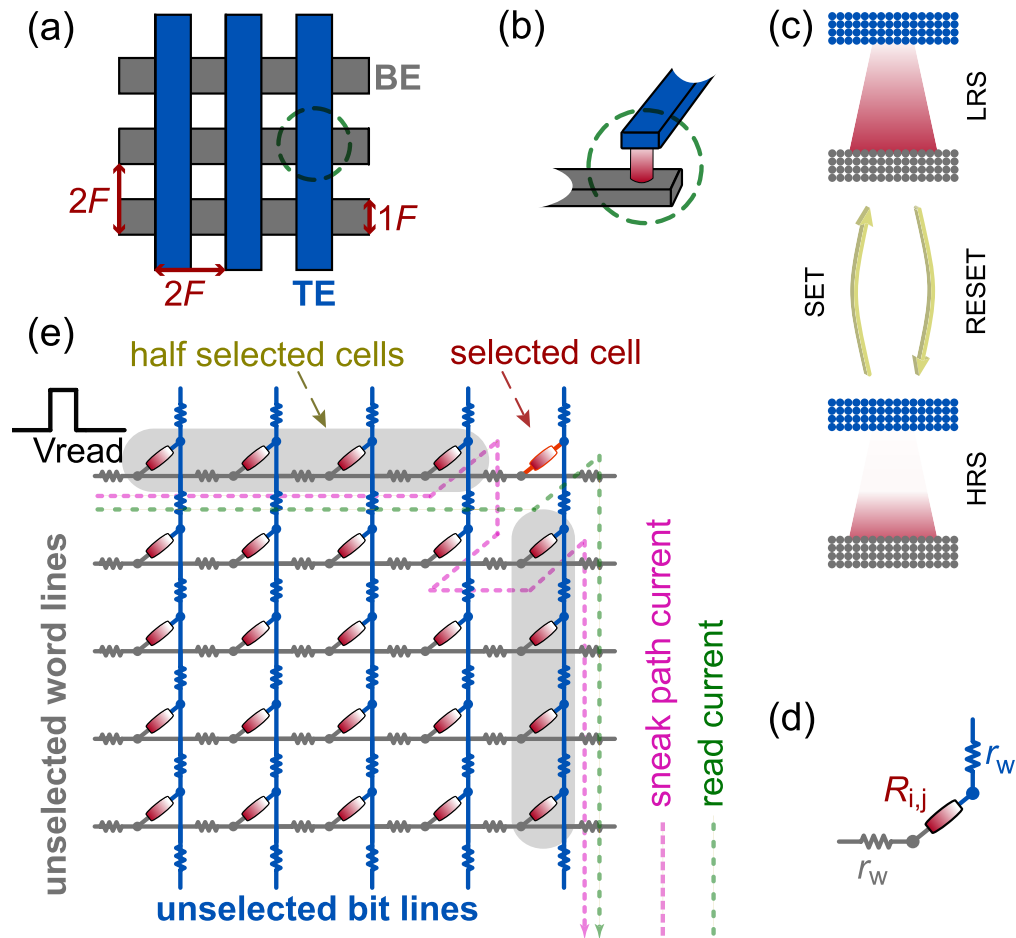 (a)
BE
2F
1F
2F
TE
(b)
(c)
LRS
SET
RESET
HRS
(d)
R_i,j
r_w
r_w
(e)
half selected cells
selected cell
Vread
unselected word lines
unselected bit lines
sneak path current
read current